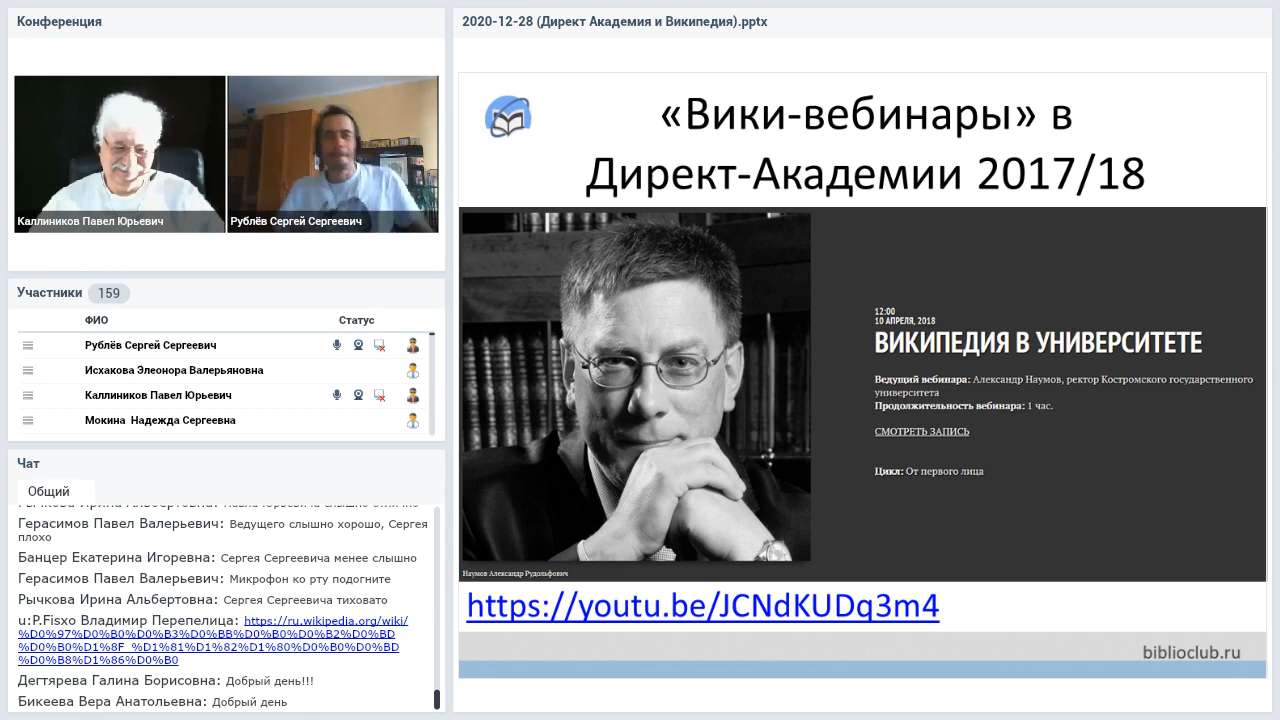 Конференция
Каллиников Павел Юрьевич
Рублёв Сергей Сергеевич
Участники 159
ФИО Статус
Рублёв Сергей Сергеевич
Исхакова Элеонора Валерьяновна
Каллиников Павел Юрьевич
Мокина Надежда Сергеевна
Чат
Общий
Герасимов Павел Валерьевич: Ведущего слышно хорошо, Сергея
плохо
Банцер Екатерина Игоревна: Сергея Сергеевича менее слышно
Герасимов Павел Валерьевич: Микрофон ко рту подогните
Рычкова Ирина Альбертовна: Сергея Сергеевича тиховато
u:P.Fisxo Владимир Перепелица: https://ru.wikipedia.org/wiki/
%D0%97%D0%B0%D0%B3%D0%BB%D0%B0%D0%B2%D0%BD
%D0%B0%D1%8F_%D1%81%D1%82%D1%80%D0%B0%D0%BD
%D0%B8%D1%86%D0%B0
Дегтярева Галина Борисовна: Добрый день!!!
Бикеева Вера Анатольевна: Добрый день
2020-12-28 (Директ Академия и Википедия).pptx
«Вики-вебинары» в
Директ-Академии 2017/18
12:00
10 АПРЕЛЯ, 2018
ВИКИПЕДИЯ В УНИВЕРСИТЕТЕ
Ведущий вебинара: Александр Наумов, ректор Костромского государственного
университета
Продолжительность вебинара: 1 час.
СМОТРЕТЬ ЗАПИСЬ
Цикл: От первого лица
Наумов Александр Рудольфович
https://youtu.be/JCNdKUDq3m4
biblioclub.ru